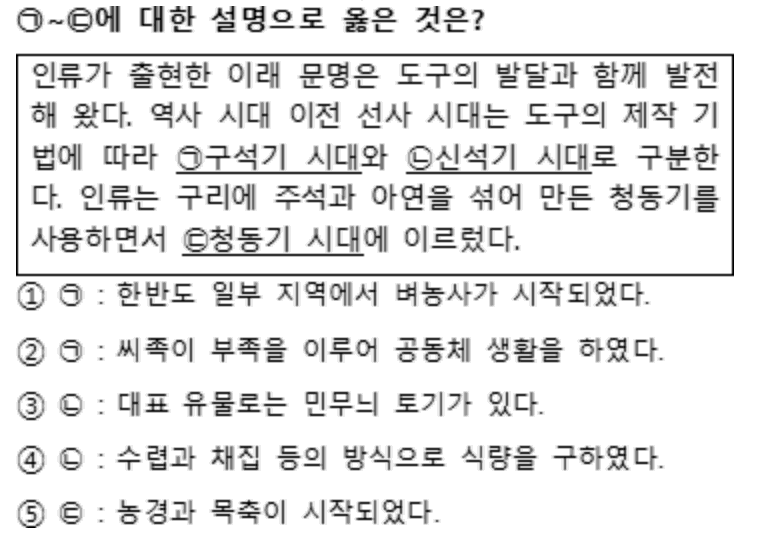 ㉠~㉢에 대한 설명으로 옳은 것은?
인류가 출현한 이래 문명은 도구의 발달과 함께 발전
해 왔다. 역사 시대 이전 선사 시대는 도구의 제작 기
법에 따라 ㉠구석기 시대와 ㉡신석기 시대로 구분한
다. 인류는 구리에 주석과 아연을 섞어 만든 청동기를
사용하면서 ㉢청동기 시대에 이르렀다.
① ㉠ : 한반도 일부 지역에서 벼농사가 시작되었다.
② ㉠ : 씨족이 부족을 이루어 공동체 생활을 하였다.
③ ㉡ : 대표 유물로는 민무늬 토기가 있다.
④ ㉡ : 수렵과 채집 등의 방식으로 식량을 구하였다.
⑤ ㉢ : 농경과 목축이 시작되었다.